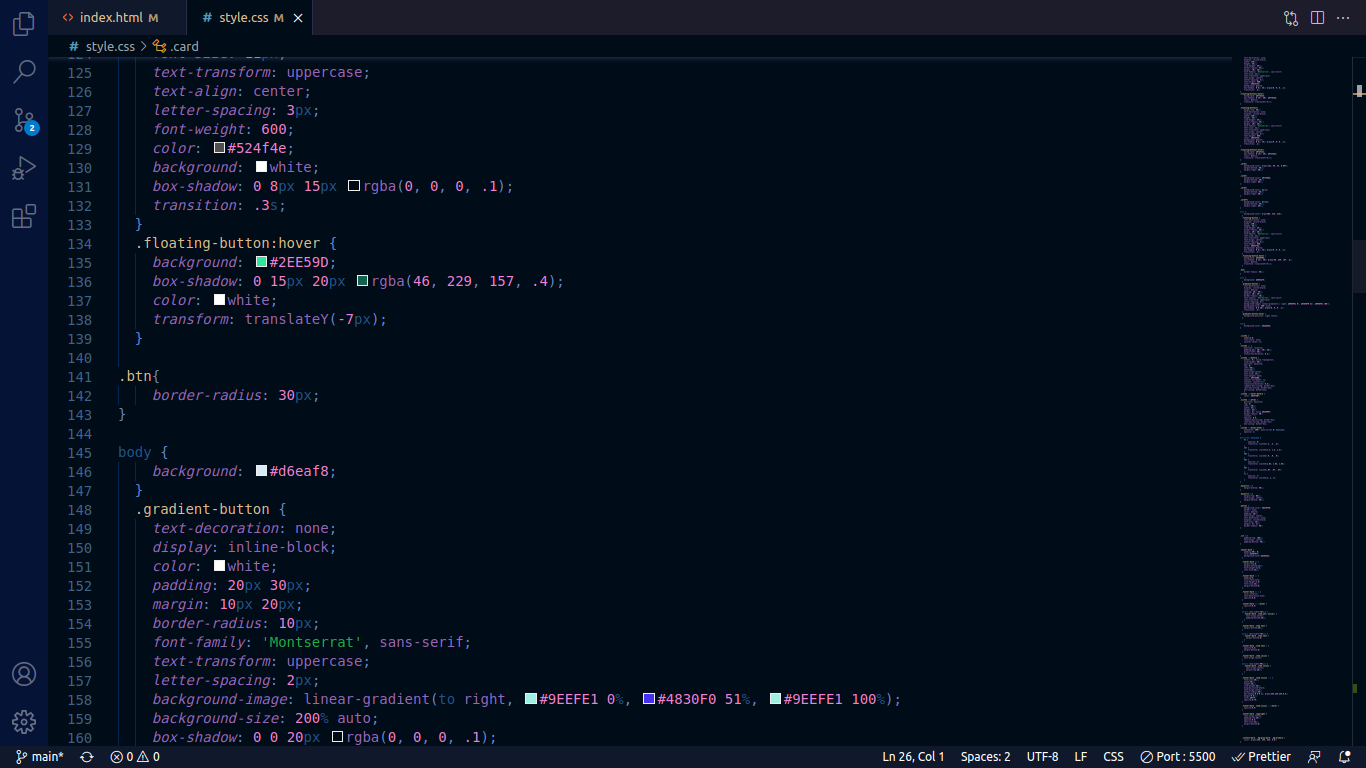 index.html M style.css M
# style.css > .card
125 text-transform: uppercase;
126 text-align: center;
127 letter-spacing: 3px;
128 font-weight: 600;
129 color: #524f4e;
130 background: white;
131 box-shadow: 0 8px 15px rgba(0, 0, 0, .1);
132 transition: .3s;
133 }
134 .floating-button:hover {
135 background: #2EE59D;
136 box-shadow: 0 15px 20px rgba(46, 229, 157, .4);
137 color: white;
138 transform: translateY(-7px);
139 }
140
141 .btn{
142 border-radius: 30px;
143 }
144
145 body {
146 background: #d6eaf8;
147 }
148 .gradient-button {
149 text-decoration: none;
150 display: inline-block;
151 color: white;
152 padding: 20px 30px;
153 margin: 10px 20px;
154 border-radius: 10px;
155 font-family: 'Montserrat', sans-serif;
156 text-transform: uppercase;
157 letter-spacing: 2px;
158 background-image: linear-gradient(to right, #9EEFE1 0%, #4830F0 51%, #9EEFE1 100%);
159 background-size: 200% auto;
160 box-shadow: 0 0 20px rgba(0, 0, 0, .1);
2
main* 0 0 Ln 26, Col 1 Spaces: 2 UTF-8 LF CSS Port : 5500 Prettier